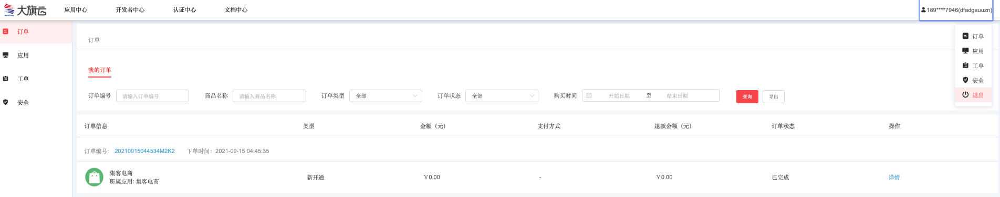 大旗云 应用中心 开发者中心 认证中心 文档中心 189****7946(dfadgauuzn)
订单
应用
工单
安全
订单
应用
工单
安全
退出
订单
我的订单
订单编号 请输入订单编号 商品名称 请输入商品名称 订单类型 全部 订单状态 全部 购买时间 开始日期 至 结束日期 查询 导出
订单信息 类型 金额（元） 支付方式 退款金额（元） 订单状态 操作
订单编号： 20210915044534M2K2 下单时间：2021-09-15 04:45:35
集客电商
所属应用: 集客电商
新开通 ￥0.00 - ￥0.00 已完成 详情